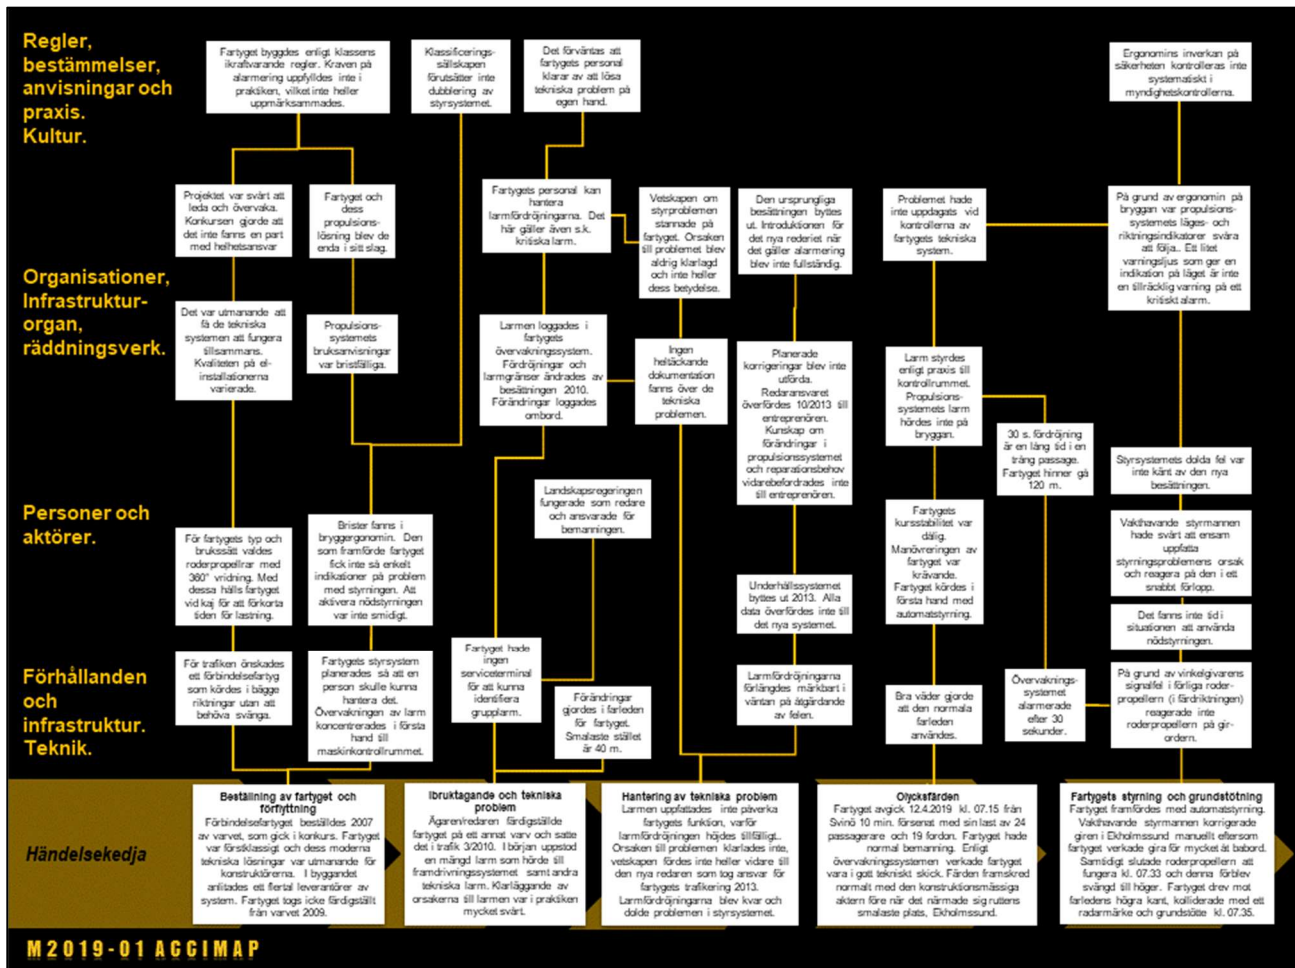 Regler,
bestämmelser,
anvisningar och
praxis.
Kultur.
Fartyget byggdes enligt klassens
ikraftvarande regler. Kraven på
alarmering uppfylldes inte i
praktiken, vilket inte heller
uppmärksammades.
Klassificerings-
sällskapen
förutsätter inte
dubblering av
styrsystemet.
Det förväntas att
fartygets personal
klarar av att lösa
tekniska problem på
egen hand.
Ergonomins inverkan på
säkerheten kontrolleras inte
systematiskt i
myndighetskontrollerna.
Organisationer,
Infrastruktur-
organ,
räddningsverk.
Projektet var svårt att
leda och övervaka.
Konkursen gjorde att
det inte fanns en part
med helhetsansvar
Fartyget och
dess
propulsions-
lösning blev de
enda i sitt slag.
Fartygets personal kan
hantera
larmfördröjningarna. Det
här gäller även s.k.
kritiska larm.
Vetskapen om
styrproblemen
stannade på
fartyget. Orsaken
till problemet blev
aldrig klarlagd
och inte heller
dess betydelse.
Den ursprungliga
besättningen byttes
ut. Introduktionen för
det nya rederiet när
det gäller alarmering
blev inte fullständig.
Problemet hade
inte uppdagats vid
kontrollerna av
fartygets tekniska
system.
På grund av ergonomin på
bryggan var propulsions-
systemets läges- och
riktningsindikatorer svåra
att följa.. Ett litet
varningsljus som ger en
indikation på läget är inte
en tillräcklig varning på ett
kritiskt alarm.
Det var utmanande att
få de tekniska
systemen att fungera
tillsammans.
Kvaliteten på el-
installationerna
varierade.
Propulsions-
systemets
bruksanvisningar
var bristfälliga.
Larmen loggades i
fartygets
övervakningssystem.
Fördröjningar och
larmgränser ändrades av
besättningen 2010.
Förändringar loggades
ombord.
Ingen
heltäckande
dokumentation
fanns över de
tekniska
problemen.
Planerade
korrigeringar blev inte
utförda.
Redaransvaret
överfördes 10/2013 till
entreprenören.
Kunskap om
förändringar i
propulsionssystemet
och reparationsbehov
vidarebefordrades inte
till entreprenören.
Larm styrdes
enligt praxis till
kontrollrummet.
Propulsions-
systemets larm
hördes inte på
bryggan.
30 s. fördröjning
är en lång tid i en
trång passage.
Fartyget hinner gå
120 m.
Styrsystemets dolda fel var
inte känt av den nya
besättningen.
Personer och
aktörer.
För fartygets typ och
brukssätt valdes
roderpropellrar med
360° vridning. Med
dessa hålls fartyget
vid kaj för att förkorta
tiden för lastning.
Brister fanns i
bryggergonomin. Den
som framförde fartyget
fick inte så enkelt
indikationer på problem
med styrningen. Att
aktivera nödstyrningen
var inte smidigt.
Landskapsregeringen
fungerade som redare
och ansvarade för
bemanningen.
Underhållssystemet
byttes ut 2013. Alla
data överfördes inte till
det nya systemet.
Fartygets
kursstabilitet var
dålig.
Manövreringen av
fartyget var
krävande.
Fartyget kördes i
första hand med
automatstyrning.
Vakthavande styrmannen
hade svårt att ensam
uppfatta
styrningsproblemens orsak
och reagera på den i ett
snabbt förlopp.
Det fanns inte tid i
situationen att använda
nödstyrningen.
Förhållanden
och
infrastruktur.
Teknik.
För trafiken önskades
ett förbindelsefartyg
som kördes i bägge
riktningar utan att
behöva svänga.
Fartygets styrsystem
planerades så att en
person skulle kunna
hantera det.
Övervakningen av larm
koncentrerades i första
hand till
maskinkontrollrummet.
Fartyget hade
ingen
serviceterminal
för att kunna
identifiera
grupplarm.
Förändringar
gjordes i farleden
för fartyget.
Smalaste stället
är 40 m.
Larmfördröjningarna
förlängdes märkbart i
väntan på åtgärdande
av felen.
Bra väder gjorde
att den normala
farleden
användes.
Övervaknings-
systemet
alarmerade
efter 30
sekunder.
På grund av vinkelgivarens
signalfel i förliga roder-
propellern (i färdriktningen)
reagerade inte
roderpropellern på gir-
ordern.
Händelsekedja
Beställning av fartyget och
förflyttning
Förbindelsefartyget beställdes 2007
av varvet, som gick i konkurs. Fartyget
var förstklassigt och dess moderna
tekniska lösningar var utmanande för
konstruktörerna. I byggandet
anlitades ett flertal leverantörer av
system. Fartyget togs icke färdigställt
från varvet 2009.
Ibruktagande och tekniska
problem
Ägaren/redaren färdigställde
fartyget på ett annat varv och satte
det i trafik 3/2010. I början uppstod
en mängd larm som hörde till
framdrivningssystemet samt andra
tekniska larm. Klarläggande av
orsakerna till larmen var i praktiken
mycket svårt.
Hantering av tekniska problem
Larmen uppfattades inte påverka
fartygets funktion, varför
larmfördröjningen höjdes tillfälligt..
Orsaken till problemen klarlades inte,
vetskapen fördes inte heller vidare till
den nya redaren som tog ansvar för
fartygets trafikering 2013.
Larmfördröjningarna blev kvar och
dolde problemen i styrsystemet.
Olycksfärden
Fartyget avgick 12.4.2019 kl. 07.15 från
Svinö 10 min. försenat med sin last av 24
passagerare och 19 fordon. Fartyget hade
normal bemanning. Enligt
övervakningssystemen verkade fartyget
vara i gott tekniskt skick. Färden framskred
normalt med den konstruktionsmässiga
aktern före när det närmade sig ruttens
smalaste plats, Ekholmssund.
Fartygets styrning och grundstötning
Fartyget framfördes med automatstyrning.
Vakthavande styrmannen korrigerade
giren i Ekholmssund manuellt eftersom
fartyget verkade gira för mycket åt babord.
Samtidigt slutade roderpropellern att
fungera kl. 07.33 och denna förblev
svängd till höger. Fartyget drev mot
farledens högra kant, kolliderade med ett
radarmärke och grundstötte kl. 07.35.
M2019-01 ACCIMAP